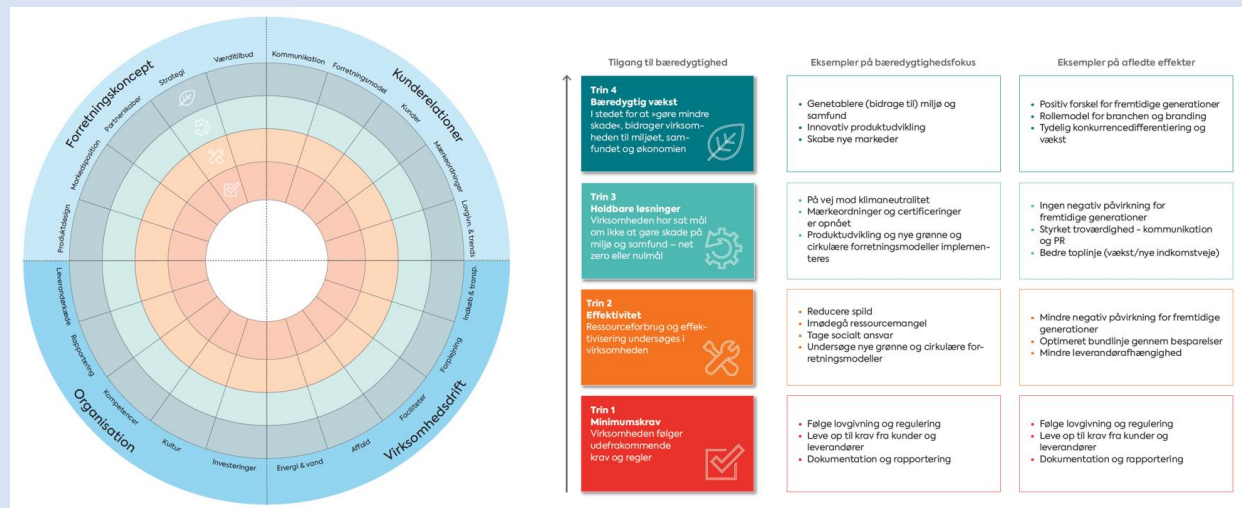 Forretningskoncept
Produktdesign
Markedsposition
Partnerskaber
Strategi
Værditilbud
Kunderelationer
Kommunikation
Forretningsmodel
Kunder
Mærkeordninger
Lovgivn. & trends
Virksomhedsdrift
Indkøb & transp.
Forplejning
Faciliteter
Affald
Energi & vand
Organisation
Investeringer
Kultur
Kompetencer
Rapportering
Leverandørkæde
Tilgang til bæredygtighed
Eksempler på bæredygtighedsfokus
Eksempler på afledte effekter
Trin 4
Bæredygtig vækst
I stedet for at »gøre mindre
skade«, bidrager virksom-
heden til miljøet, sam-
fundet og økonomien
• Genetablere (bidrage til) miljø og
samfund
• Innovativ produktudvikling
• Skabe nye markeder
• Positiv forskel for fremtidige generationer
• Rollemodel for branchen og branding
• Tydelig konkurrencedifferentiering og
vækst
Trin 3
Holdbare løsninger
Virksomheden har sat mål
om ikke at gøre skade på
miljø og samfund – net
zero eller nulmål
• På vej mod klimaneutralitet
• Mærkeordninger og certificeringer
er opnået
• Produktudvikling og nye grønne og
cirkulære forretningsmodeller implemen-
teres
• Ingen negativ påvirkning for
fremtidige generationer
• Styrket troværdighed - kommunikation
og PR
• Bedre toplinje (vækst/nye indkomstveje)
Trin 2
Effektivitet
Ressourceforbrug og effek-
tivisering undersøges i
virksomheden
• Reducere spild
• Imødegå ressourcemangel
• Tage socialt ansvar
• Undersøge nye grønne og cirkulære for-
retningsmodeller
• Mindre negativ påvirkning for fremtidige
generationer
• Optimeret bundlinje gennem besparelser
• Mindre leverandørafhængighed
Trin 1
Minimumskrav
Virksomheden følger
udefrakommende
krav og regler
• Følge lovgivning og regulering
• Leve op til krav fra kunder og
leverandører
• Dokumentation og rapportering
• Følge lovgivning og regulering
• Leve op til krav fra kunder og
leverandører
• Dokumentation og rapportering